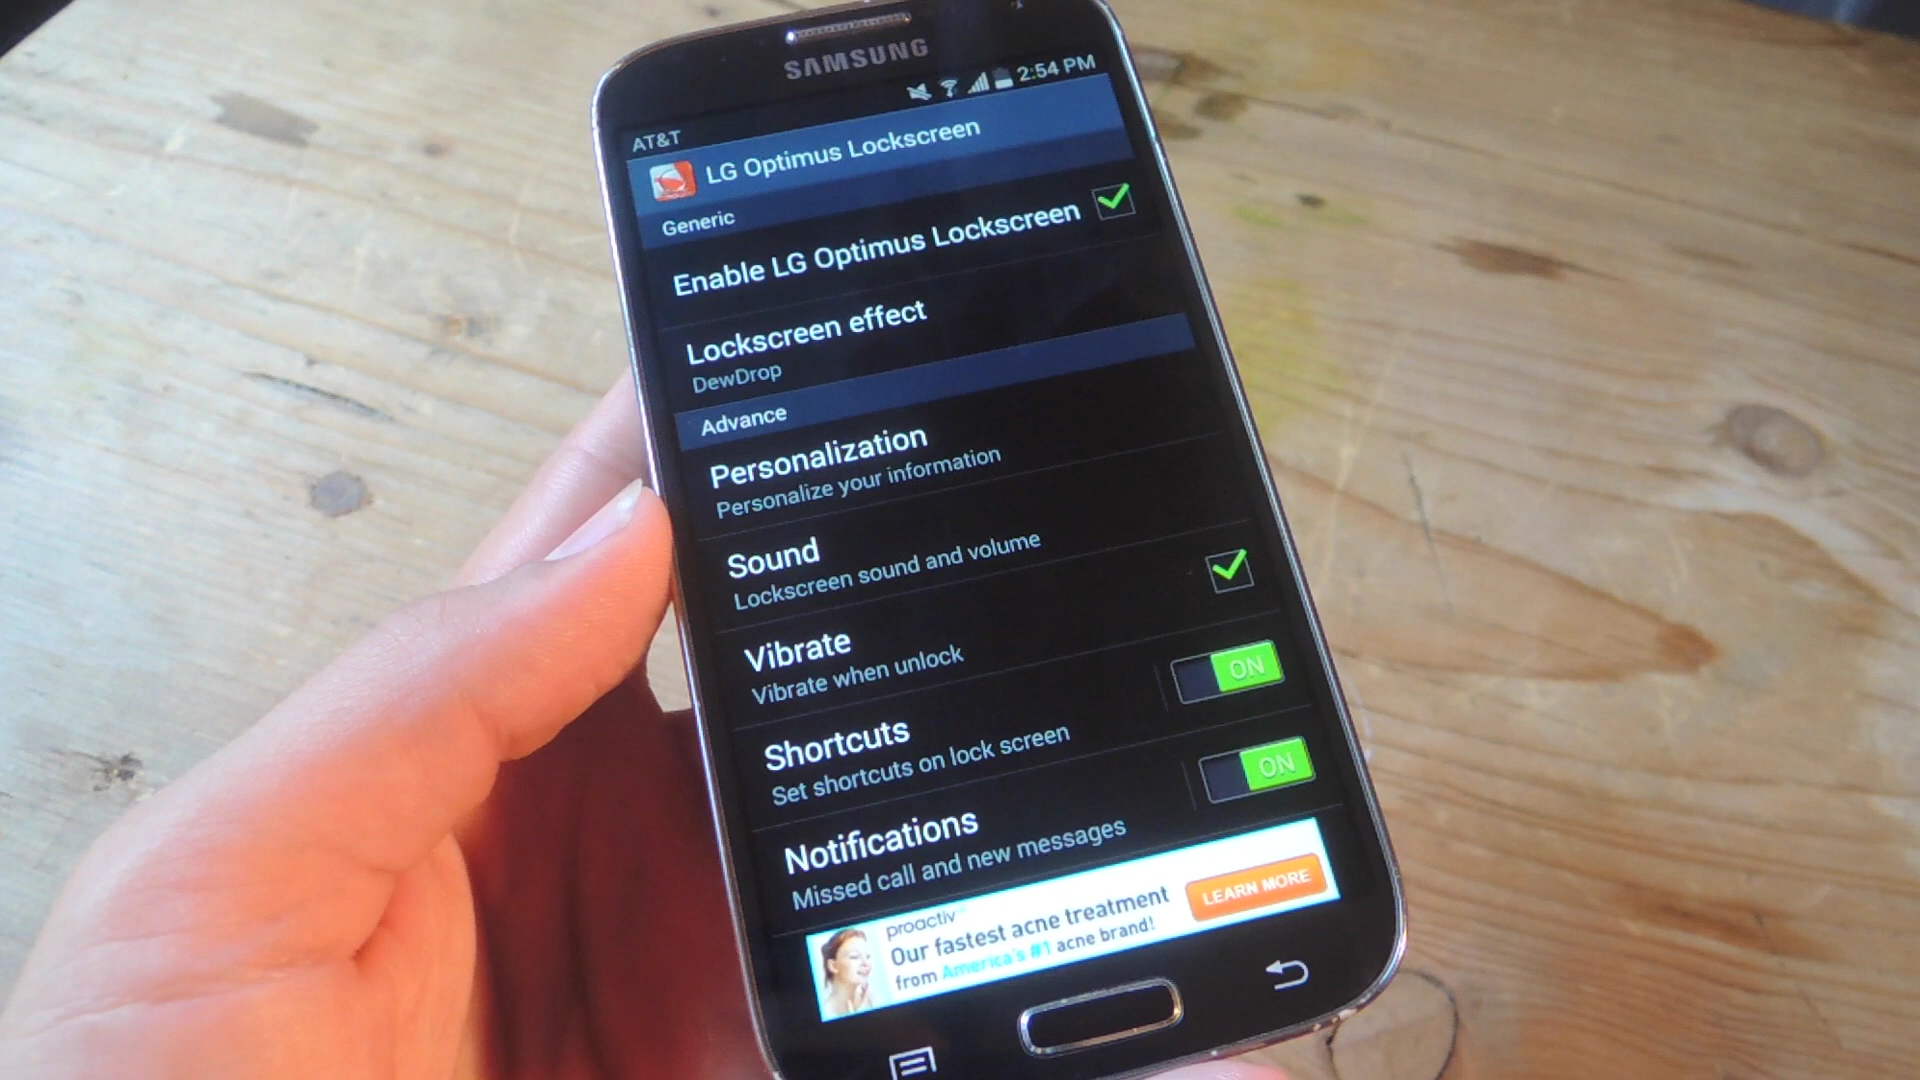 SAMSUNG
AT&T 2:54 PM
LG Optimus Lockscreen
Generic
Enable LG Optimus Lockscreen
Lockscreen effect
DewDrop
Advance
Personalization
Personalize your information
Sound
Lockscreen sound and volume
Vibrate
Vibrate when unlock
Shortcuts
Set shortcuts on lock screen
ON
Notifications
Missed call and new messages
ON
proactiv
Our fastest acne treatment
from America's #1 acne brand!
LEARN MORE